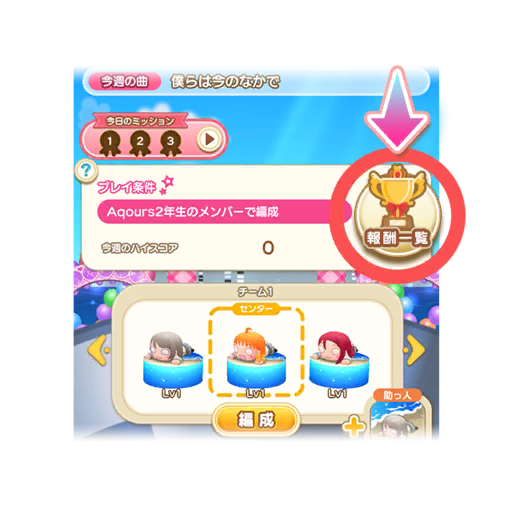 今週の曲 僕らは今のなかで
今日のミッション
1 2 3
?
プレイ条件
Aqours2年生のメンバーで編成
今週のハイスコア 0
報酬一覧
チーム1
センター
Lv1 Lv1 Lv1
編成
助っ人